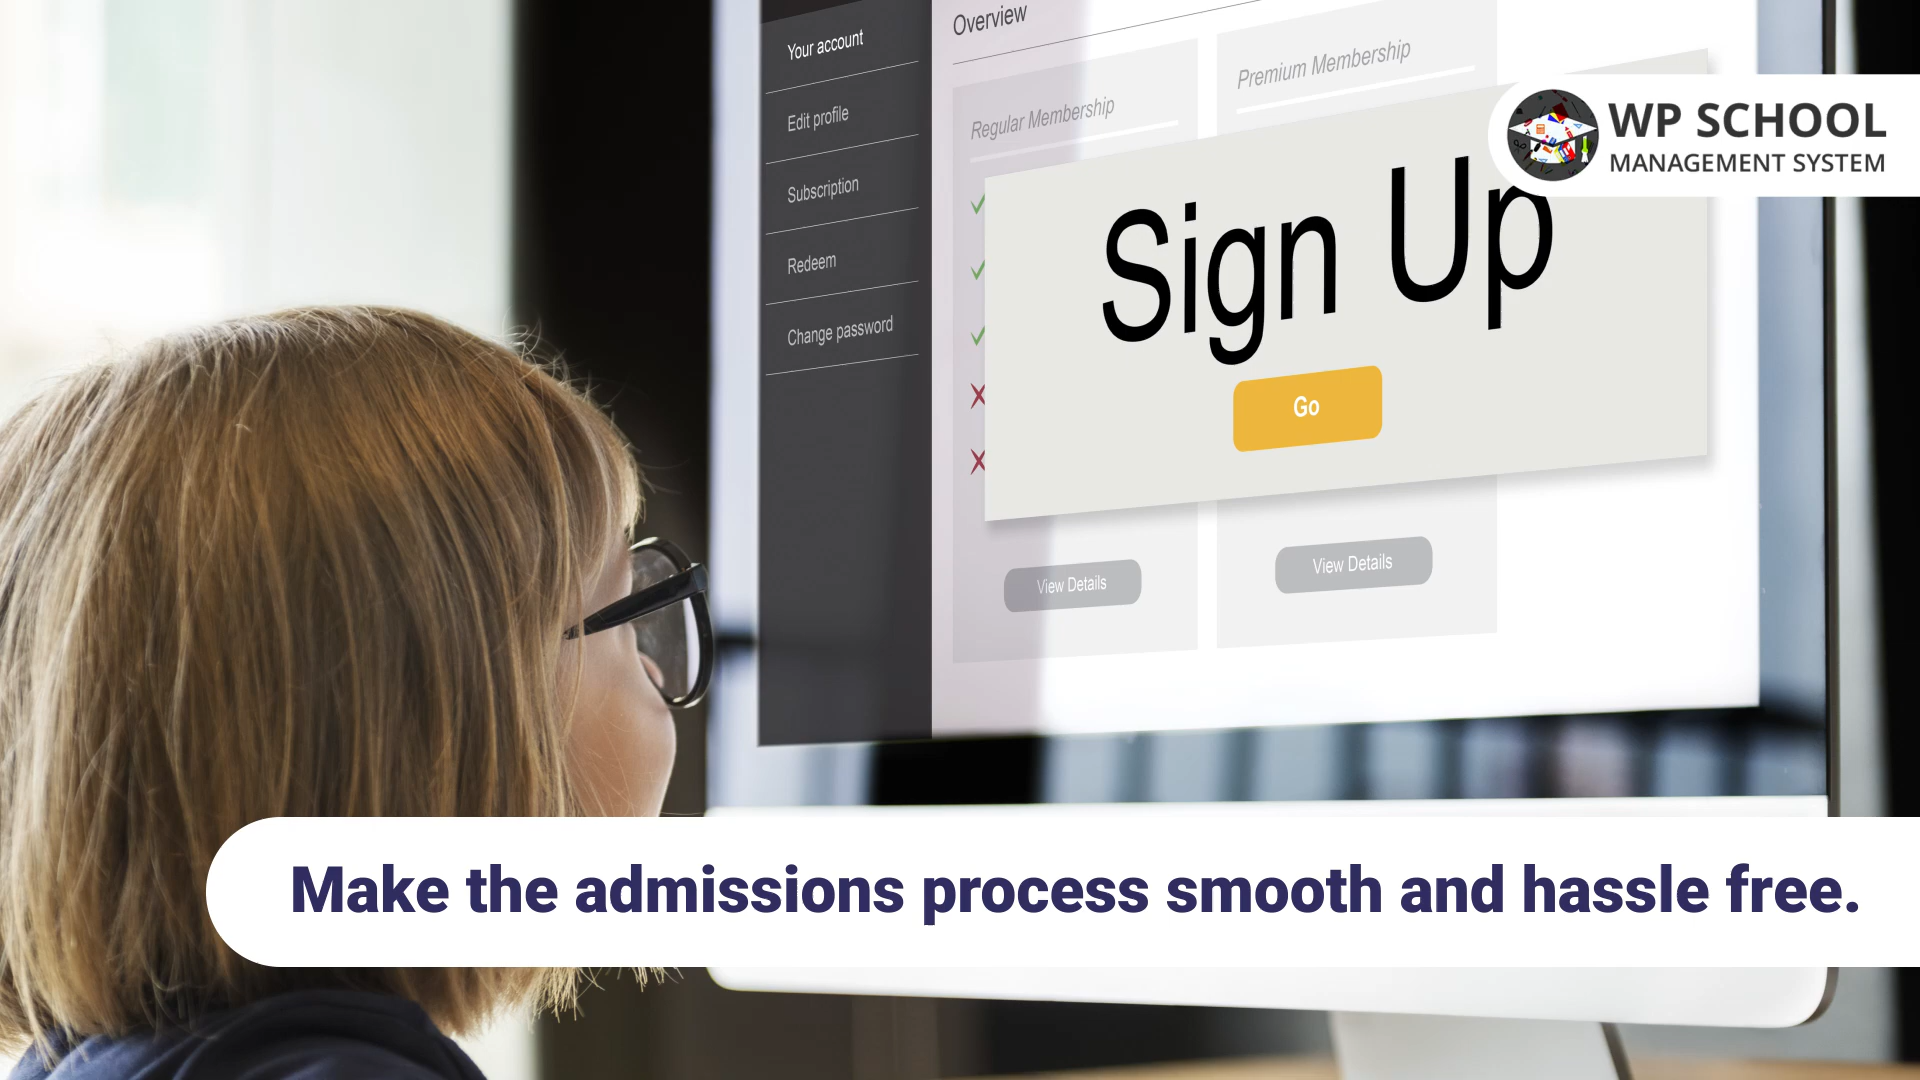 Your account
Edit profile
Subscription
Redeem
Change password
Overview
Regular Membership
Premium Membership
Sign Up
Go
View Details
View Details
WP SCHOOL
MANAGEMENT SYSTEM
Make the admissions process smooth and hassle free.